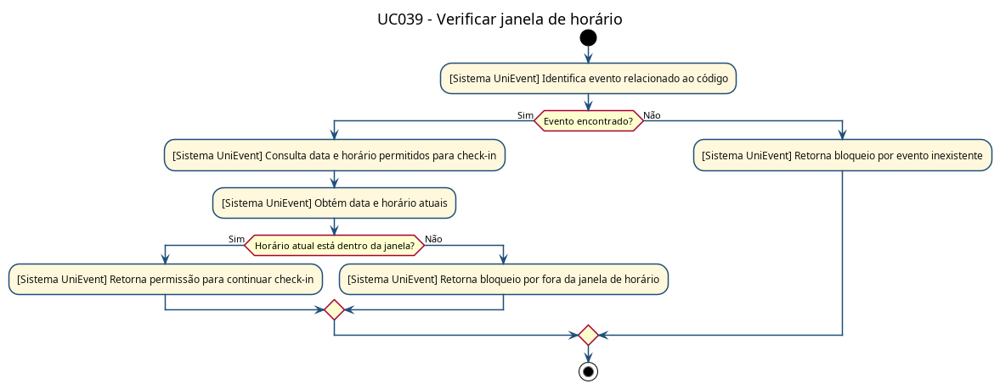 UC039 - Verificar janela de horário
[Sistema UniEvent] Identifica evento relacionado ao código
Sim
Evento encontrado?
Não
[Sistema UniEvent] Consulta data e horário permitidos para check-in
[Sistema UniEvent] Retorna bloqueio por evento inexistente
[Sistema UniEvent] Obtém data e horário atuais
Sim
Horário atual está dentro da janela?
Não
[Sistema UniEvent] Retorna permissão para continuar check-in
[Sistema UniEvent] Retorna bloqueio por fora da janela de horário